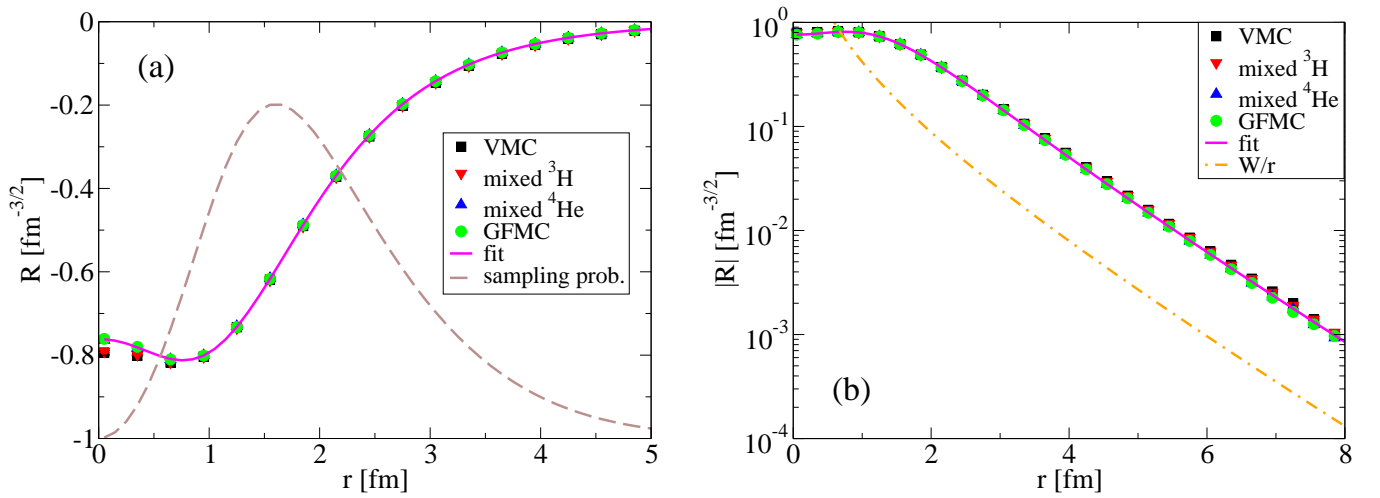 (a)
0
-0.2
-0.4
-0.6
-0.8
-1
R [fm^-3/2]
VMC
mixed ^3H
mixed ^4He
GFMC
fit
sampling prob.
0 1 2 3 4 5
r [fm]
(b)
10^0
10^-1
10^-2
10^-3
10^-4
|R| [fm^-3/2]
VMC
mixed ^3H
mixed ^4He
GFMC
fit
W/r
0 2 4 6 8
r [fm]